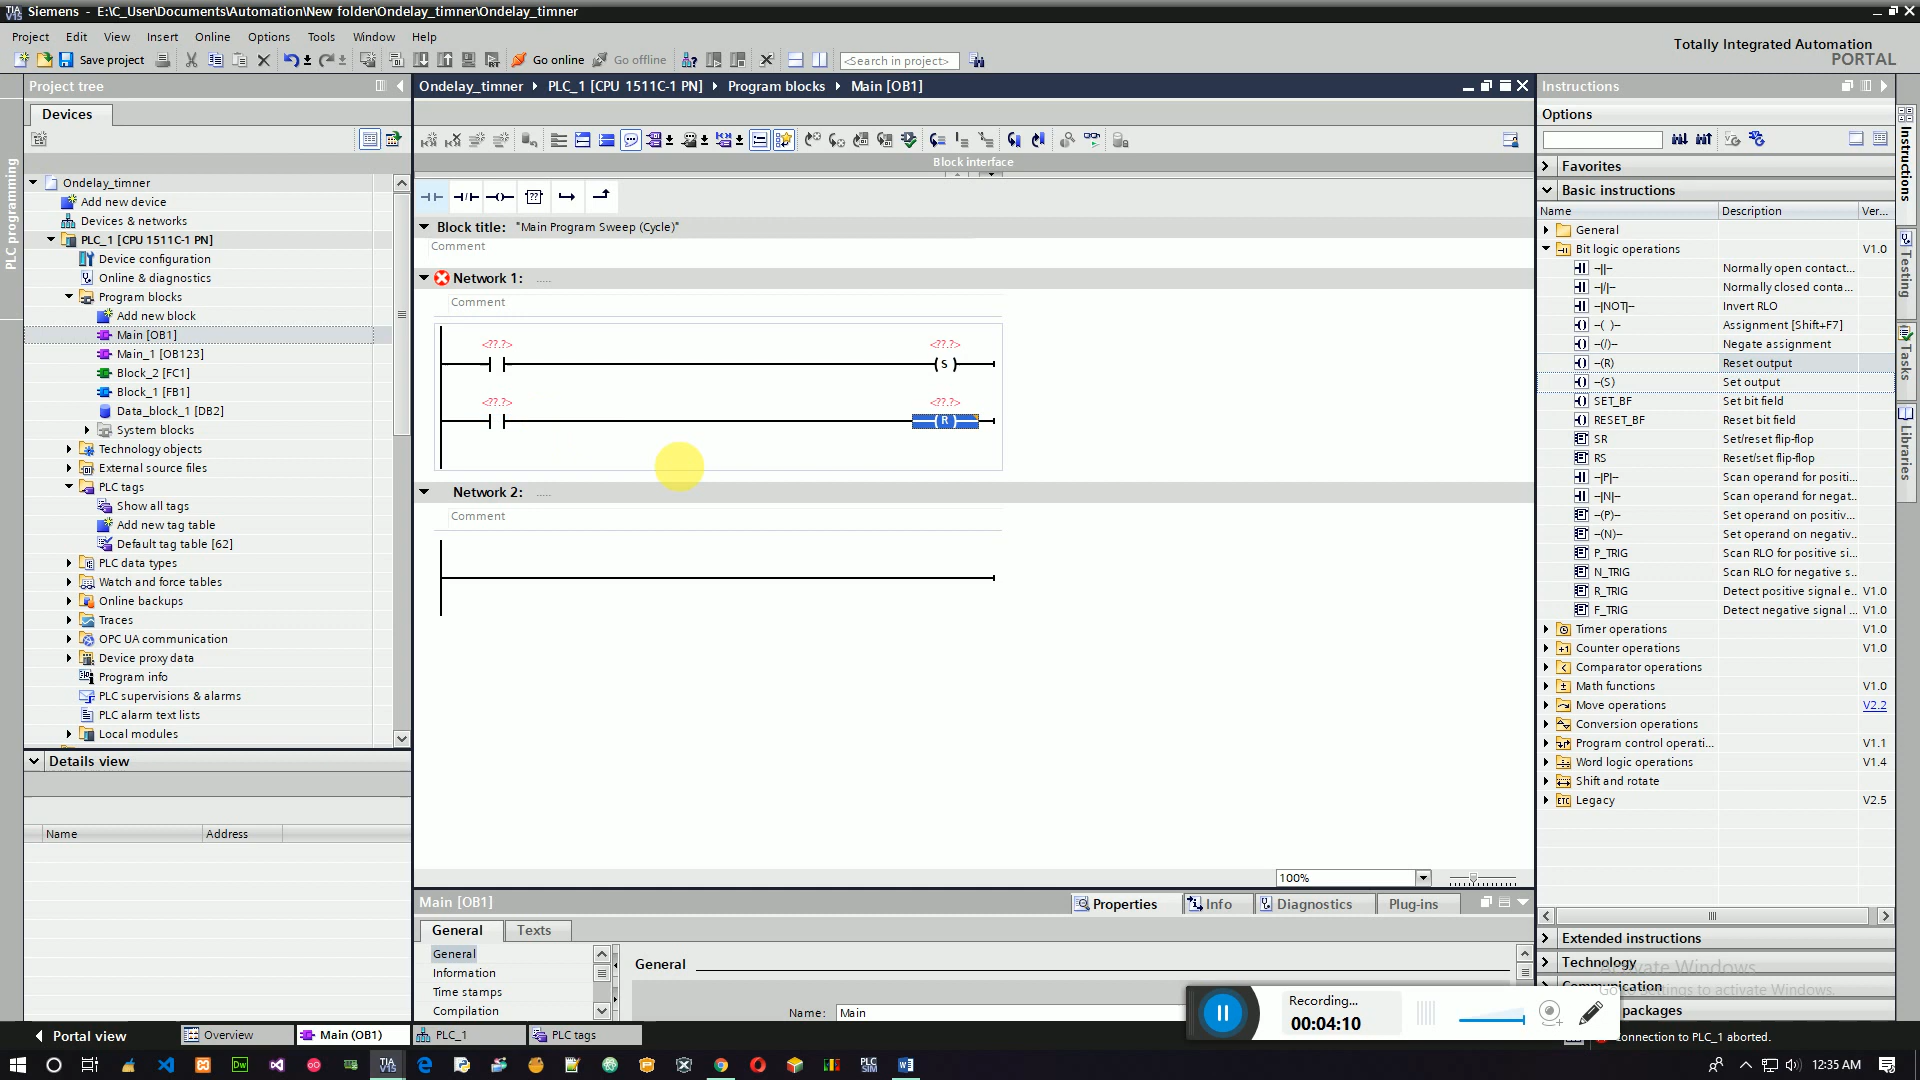 Siemens - E:\C_User\Documents\Automation\New folder\Ondelay_timner\Ondelay_timner
Project Edit View Insert Online Options Tools Window Help
Totally Integrated Automation
PORTAL
Save project
Go online
Go offline
<Search in project>
Project tree
Ondelay_timner
PLC_1 [CPU 1511C-1 PN]
Program blocks
Main [OB1]
Instructions
Devices
Options
PLC programming
Block interface
Ondelay_timner
Add new device
Devices & networks
PLC_1 [CPU 1511C-1 PN]
Device configuration
Online & diagnostics
Program blocks
Add new block
Main [OB1]
Main_1 [OB123]
Block_2 [FC1]
Block_1 [FB1]
Data_block_1 [DB2]
System blocks
Technology objects
External source files
PLC tags
Show all tags
Add new tag table
Default tag table [62]
PLC data types
Watch and force tables
Online backups
Traces
OPC UA communication
Device proxy data
Program info
PLC supervisions & alarms
PLC alarm text lists
Local modules
Details view
Name Address
??
Block title: "Main Program Sweep (Cycle)"
Comment
Network 1: .....
Comment
<??.?> <??.?>
S
<??.?> <??.?>
R
Network 2: .....
Comment
100%
Main [OB1]
Properties Info Diagnostics Plug-ins
General Texts
General
Information
Time stamps
Compilation
General
Name: Main
Favorites
Basic instructions
Name Description Ver...
General
Bit logic operations V1.0
-||- Normally open contact...
-|/|- Normally closed conta...
-|NOT|- Invert RLO
-( )- Assignment [Shift+F7]
-(/)- Negate assignment
-(R) Reset output
-(S) Set output
SET_BF Set bit field
RESET_BF Reset bit field
SR Set/reset flip-flop
RS Reset/set flip-flop
-|P|- Scan operand for positi...
-|N|- Scan operand for negat...
-(P)- Set operand on positiv...
-(N)- Set operand on negativ...
P_TRIG Scan RLO for positive si...
N_TRIG Scan RLO for negative s..
R_TRIG Detect positive signal e... V1.0
F_TRIG Detect negative signal ... V1.0
Timer operations V1.0
Counter operations V1.0
Comparator operations
Math functions V1.0
Move operations V2.2
Conversion operations
Program control operati... V1.1
Word logic operations V1.4
Shift and rotate
Legacy V2.5
Extended instructions
Technology
Communication
packages
Instructions
Testing
Tasks
Libraries
Activate Windows
Go to Settings to activate Windows.
Recording...
00:04:10
Portal view
Overview
Main (OB1)
PLC_1
PLC tags
Connection to PLC_1 aborted.
12:35 AM